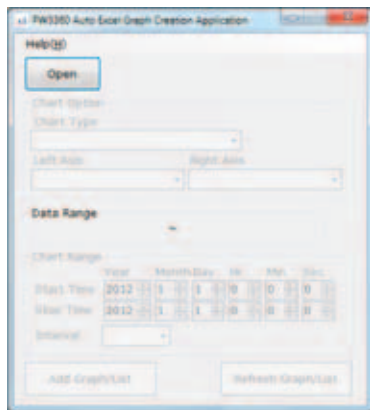 PW3360 Auto Excel Graph Creation Application
Help(H)
Open
Chart Option
Chart Type
Left Axis Right Axis
Data Range
~
Chart Range
Year Month Day Hr. Min. Sec.
Start Time 2012 1 1 0 0 0
Stop Time 2012 1 1 0 0 0
Interval
Add Graph/List Refresh Graph/List